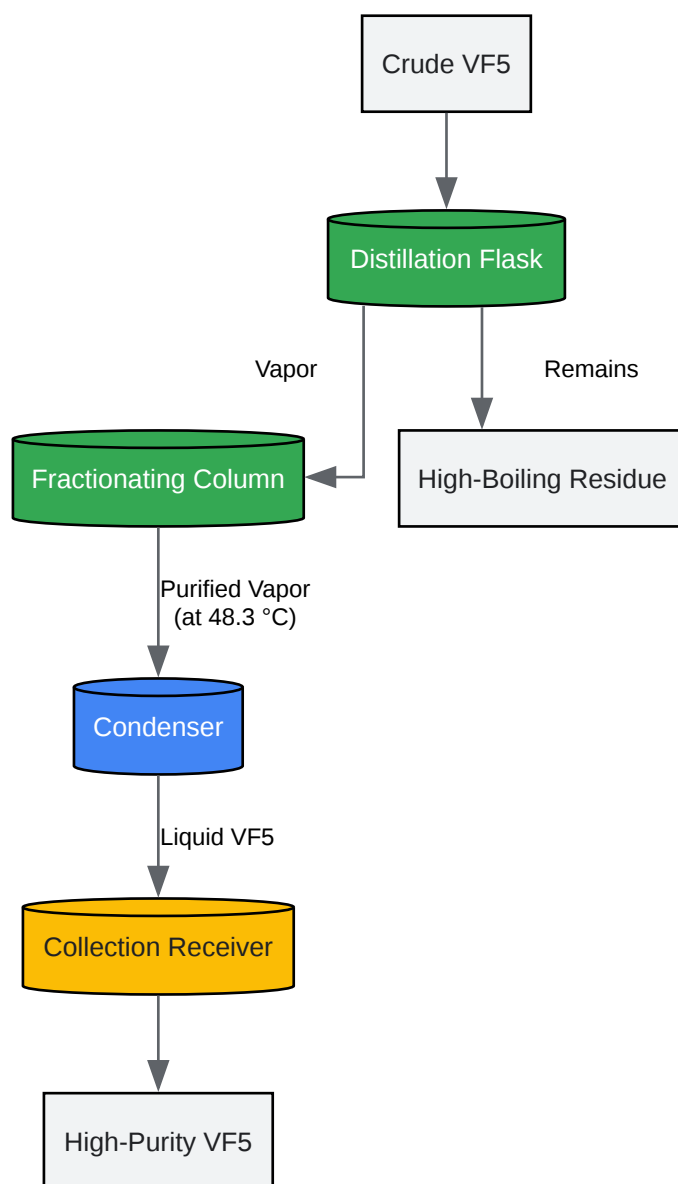 Crude VF5
Distillation Flask
Vapor
Remains
Fractionating Column
High-Boiling Residue
Purified Vapor
(at 48.3 °C)
Condenser
Liquid VF5
Collection Receiver
High-Purity VF5